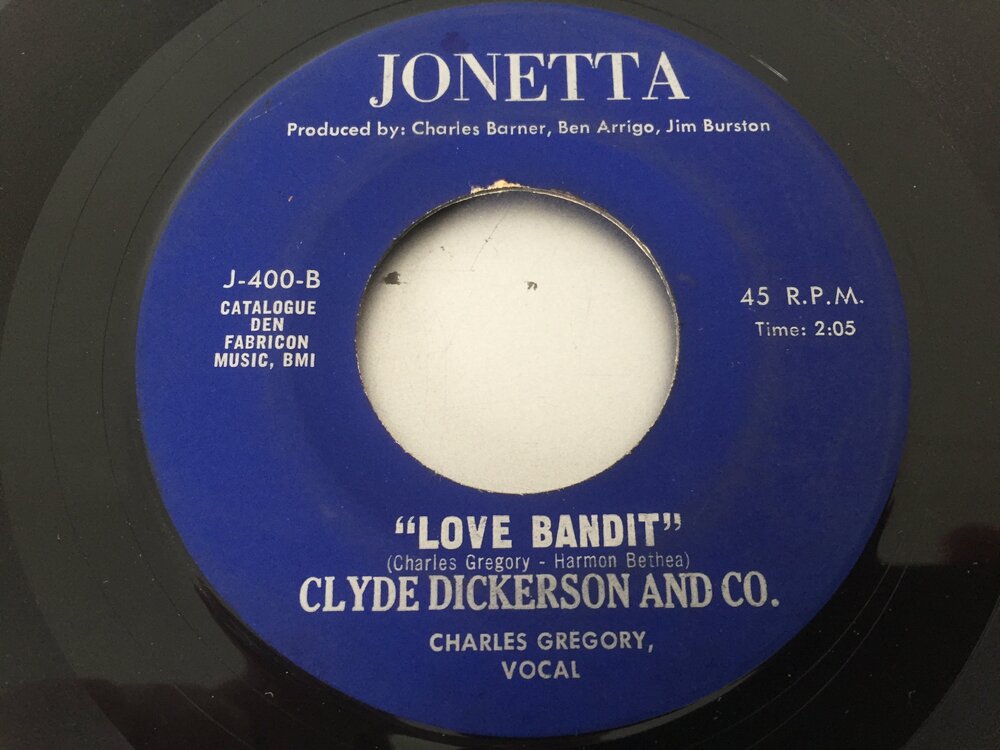 JONETTA
Produced by: Charles Barner, Ben Arrigo, Jim Burston
J-400-B
CATALOGUE
DEN
FABRICON
MUSIC, BMI
45 R.P.M.
Time: 2:05
“LOVE BANDIT”
(Charles Gregory - Harmon Bethea)
CLYDE DICKERSON AND CO.
CHARLES GREGORY,
VOCAL